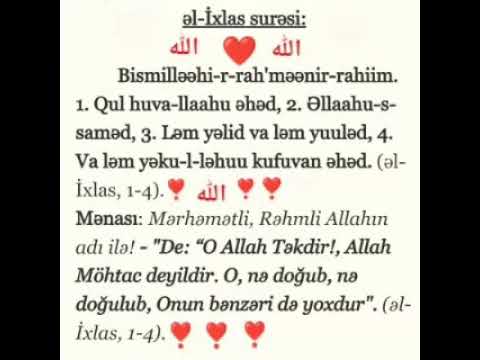 əl-İxlas surəsi:
الله ❤️ الله
Bismilləəhi-r-rah'məənir-rahiim.
1. Qul huva-llaahu əhəd, 2. Əllaahu-s-
saməd, 3. Ləm yəlid va ləm yuuləd, 4.
Va ləm yəku-l-ləhuu kufuvan əhəd. (əl-
İxlas, 1-4).❣️ الله ❣️❣️
Mənası: Mərhəmətli, Rəhmli Allahın
adı ilə! - "De: “O Allah Təkdir!, Allah
Möhtac deyildir. O, nə doğub, nə
doğulub, Onun bənzəri də yoxdur". (əl-
İxlas, 1-4).❣️ ❣️ ❣️